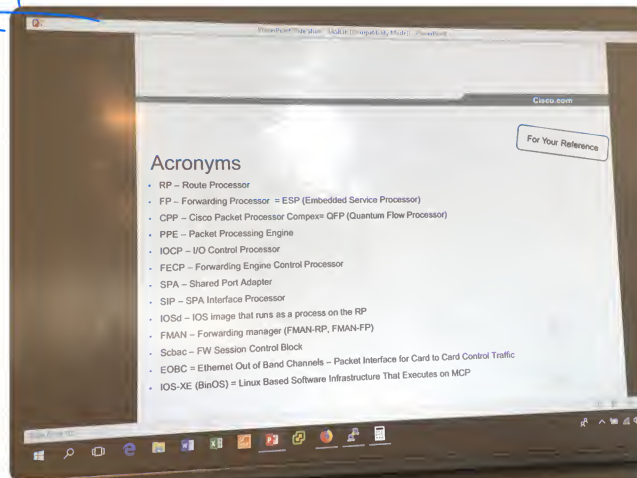 Cisco.com
For Your Reference
Acronyms
• RP – Route Processor
• FP – Forwarding Processor = ESP (Embedded Service Processor)
• CPP – Cisco Packet Processor Compex= QFP (Quantum Flow Processor)
• PPE – Packet Processing Engine
• IOCP – I/O Control Processor
• FECP – Forwarding Engine Control Processor
• SPA – Shared Port Adapter
• SIP – SPA Interface Processor
• IOSd – IOS image that runs as a process on the RP
• FMAN – Forwarding manager (FMAN-RP, FMAN-FP)
• Scbac – FW Session Control Block
• EOBC = Ethernet Out of Band Channels – Packet Interface for Card to Card Control Traffic
• IOS-XE (BinOS) = Linux Based Software Infrastructure That Executes on MCP